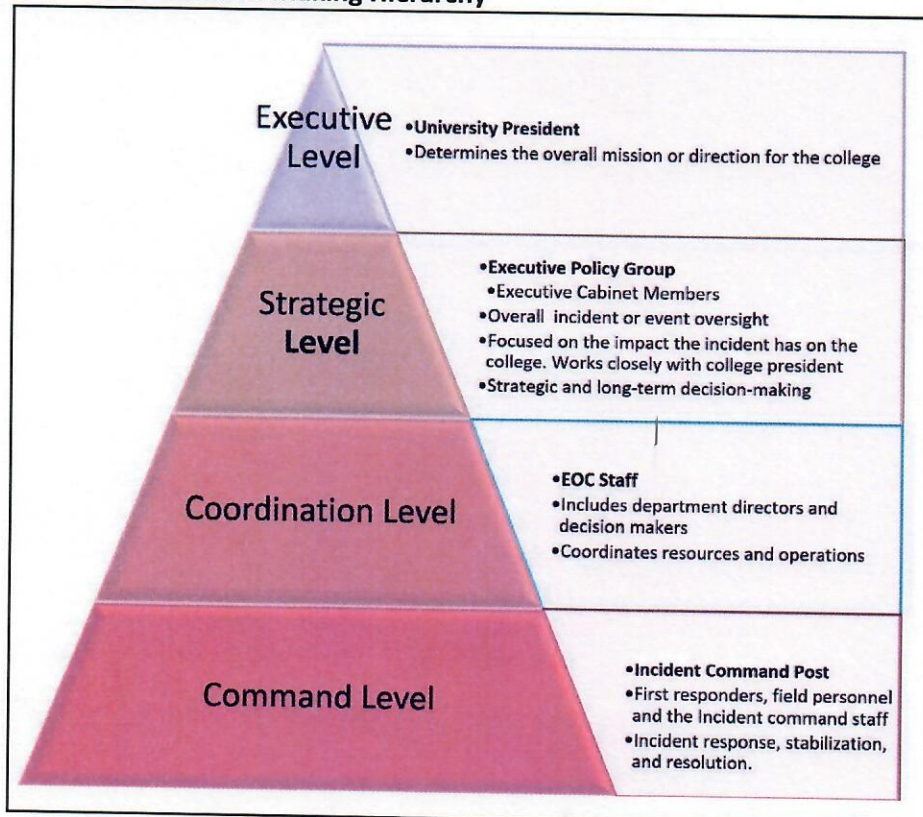 Making Hierarchy
Executive
Level
•University President
•Determines the overall mission or direction for the college
Strategic
Level
•Executive Policy Group
•Executive Cabinet Members
•Overall incident or event oversight
•Focused on the impact the incident has on the
college. Works closely with college president
•Strategic and long-term decision-making
Coordination Level
•EOC Staff
•Includes department directors and
decision makers
•Coordinates resources and operations
Command Level
•Incident Command Post
•First responders, field personnel
and the Incident command staff
•Incident response, stabilization,
and resolution.